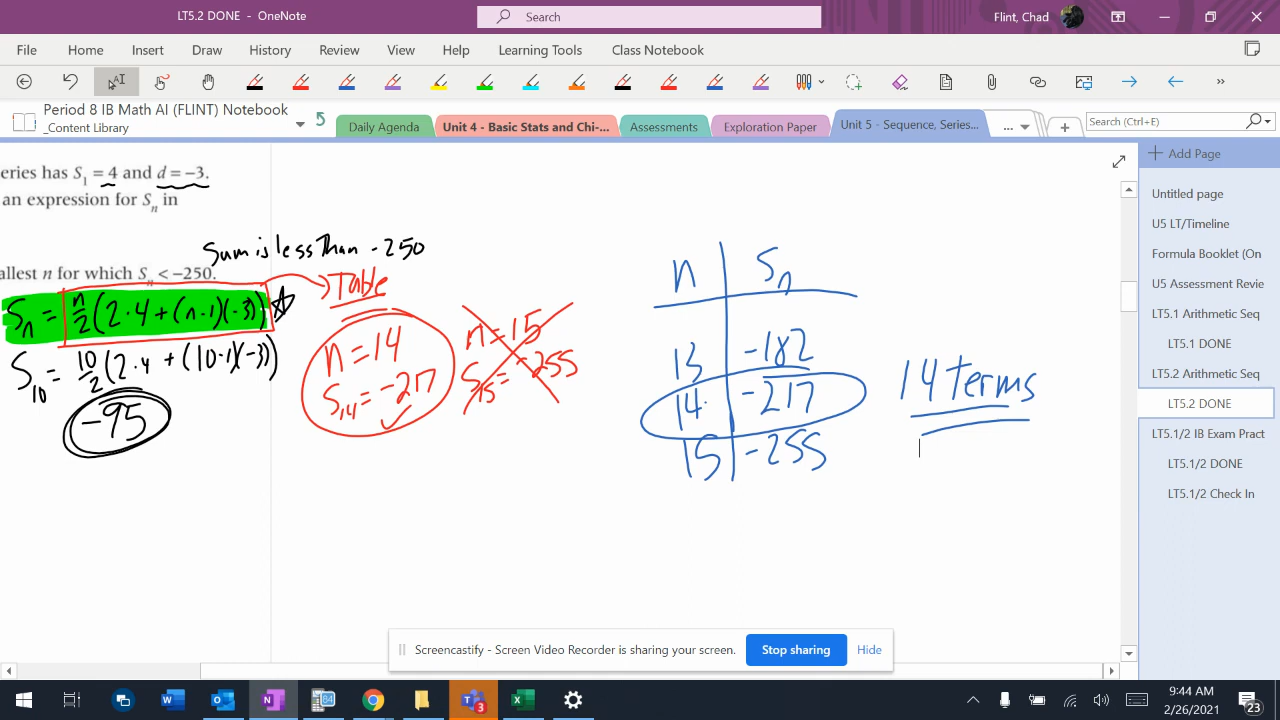 LT5.2 DONE - OneNote
Search
Flint, Chad
File Home Insert Draw History Review View Help Learning Tools Class Notebook
Period 8 IB Math AI (FLINT) Notebook
_Content Library
Daily Agenda
Unit 4 - Basic Stats and Chi-...
Assessments
Exploration Paper
Unit 5 - Sequence, Series...
...
Search (Ctrl+E)
Add Page
Untitled page
U5 LT/Timeline
Formula Booklet (On
U5 Assessment Revie
LT5.1 Arithmetic Seq
LT5.1 DONE
LT5.2 Arithmetic Seq
LT5.2 DONE
LT5.1/2 IB Exam Pract
LT5.1/2 DONE
LT5.1/2 Check In
eries has S₁ = 4 and d = −3.
an expression for Sₙ in
Sum is less than -250
allest n for which Sₙ < −250.
Sₙ = n/2 (2·4 + (n-1)(-3))
S₁₀ = 10/2 (2·4 + (10-1)(-3))
-95
Table
n = 14
S₁₄ = -217
n = 15
S₁₅ = -255
n Sₙ
13 -182
14 -217
15 -255
14 terms
Screencastify - Screen Video Recorder is sharing your screen.
Stop sharing
Hide
84
3
9:44 AM
2/26/2021
23